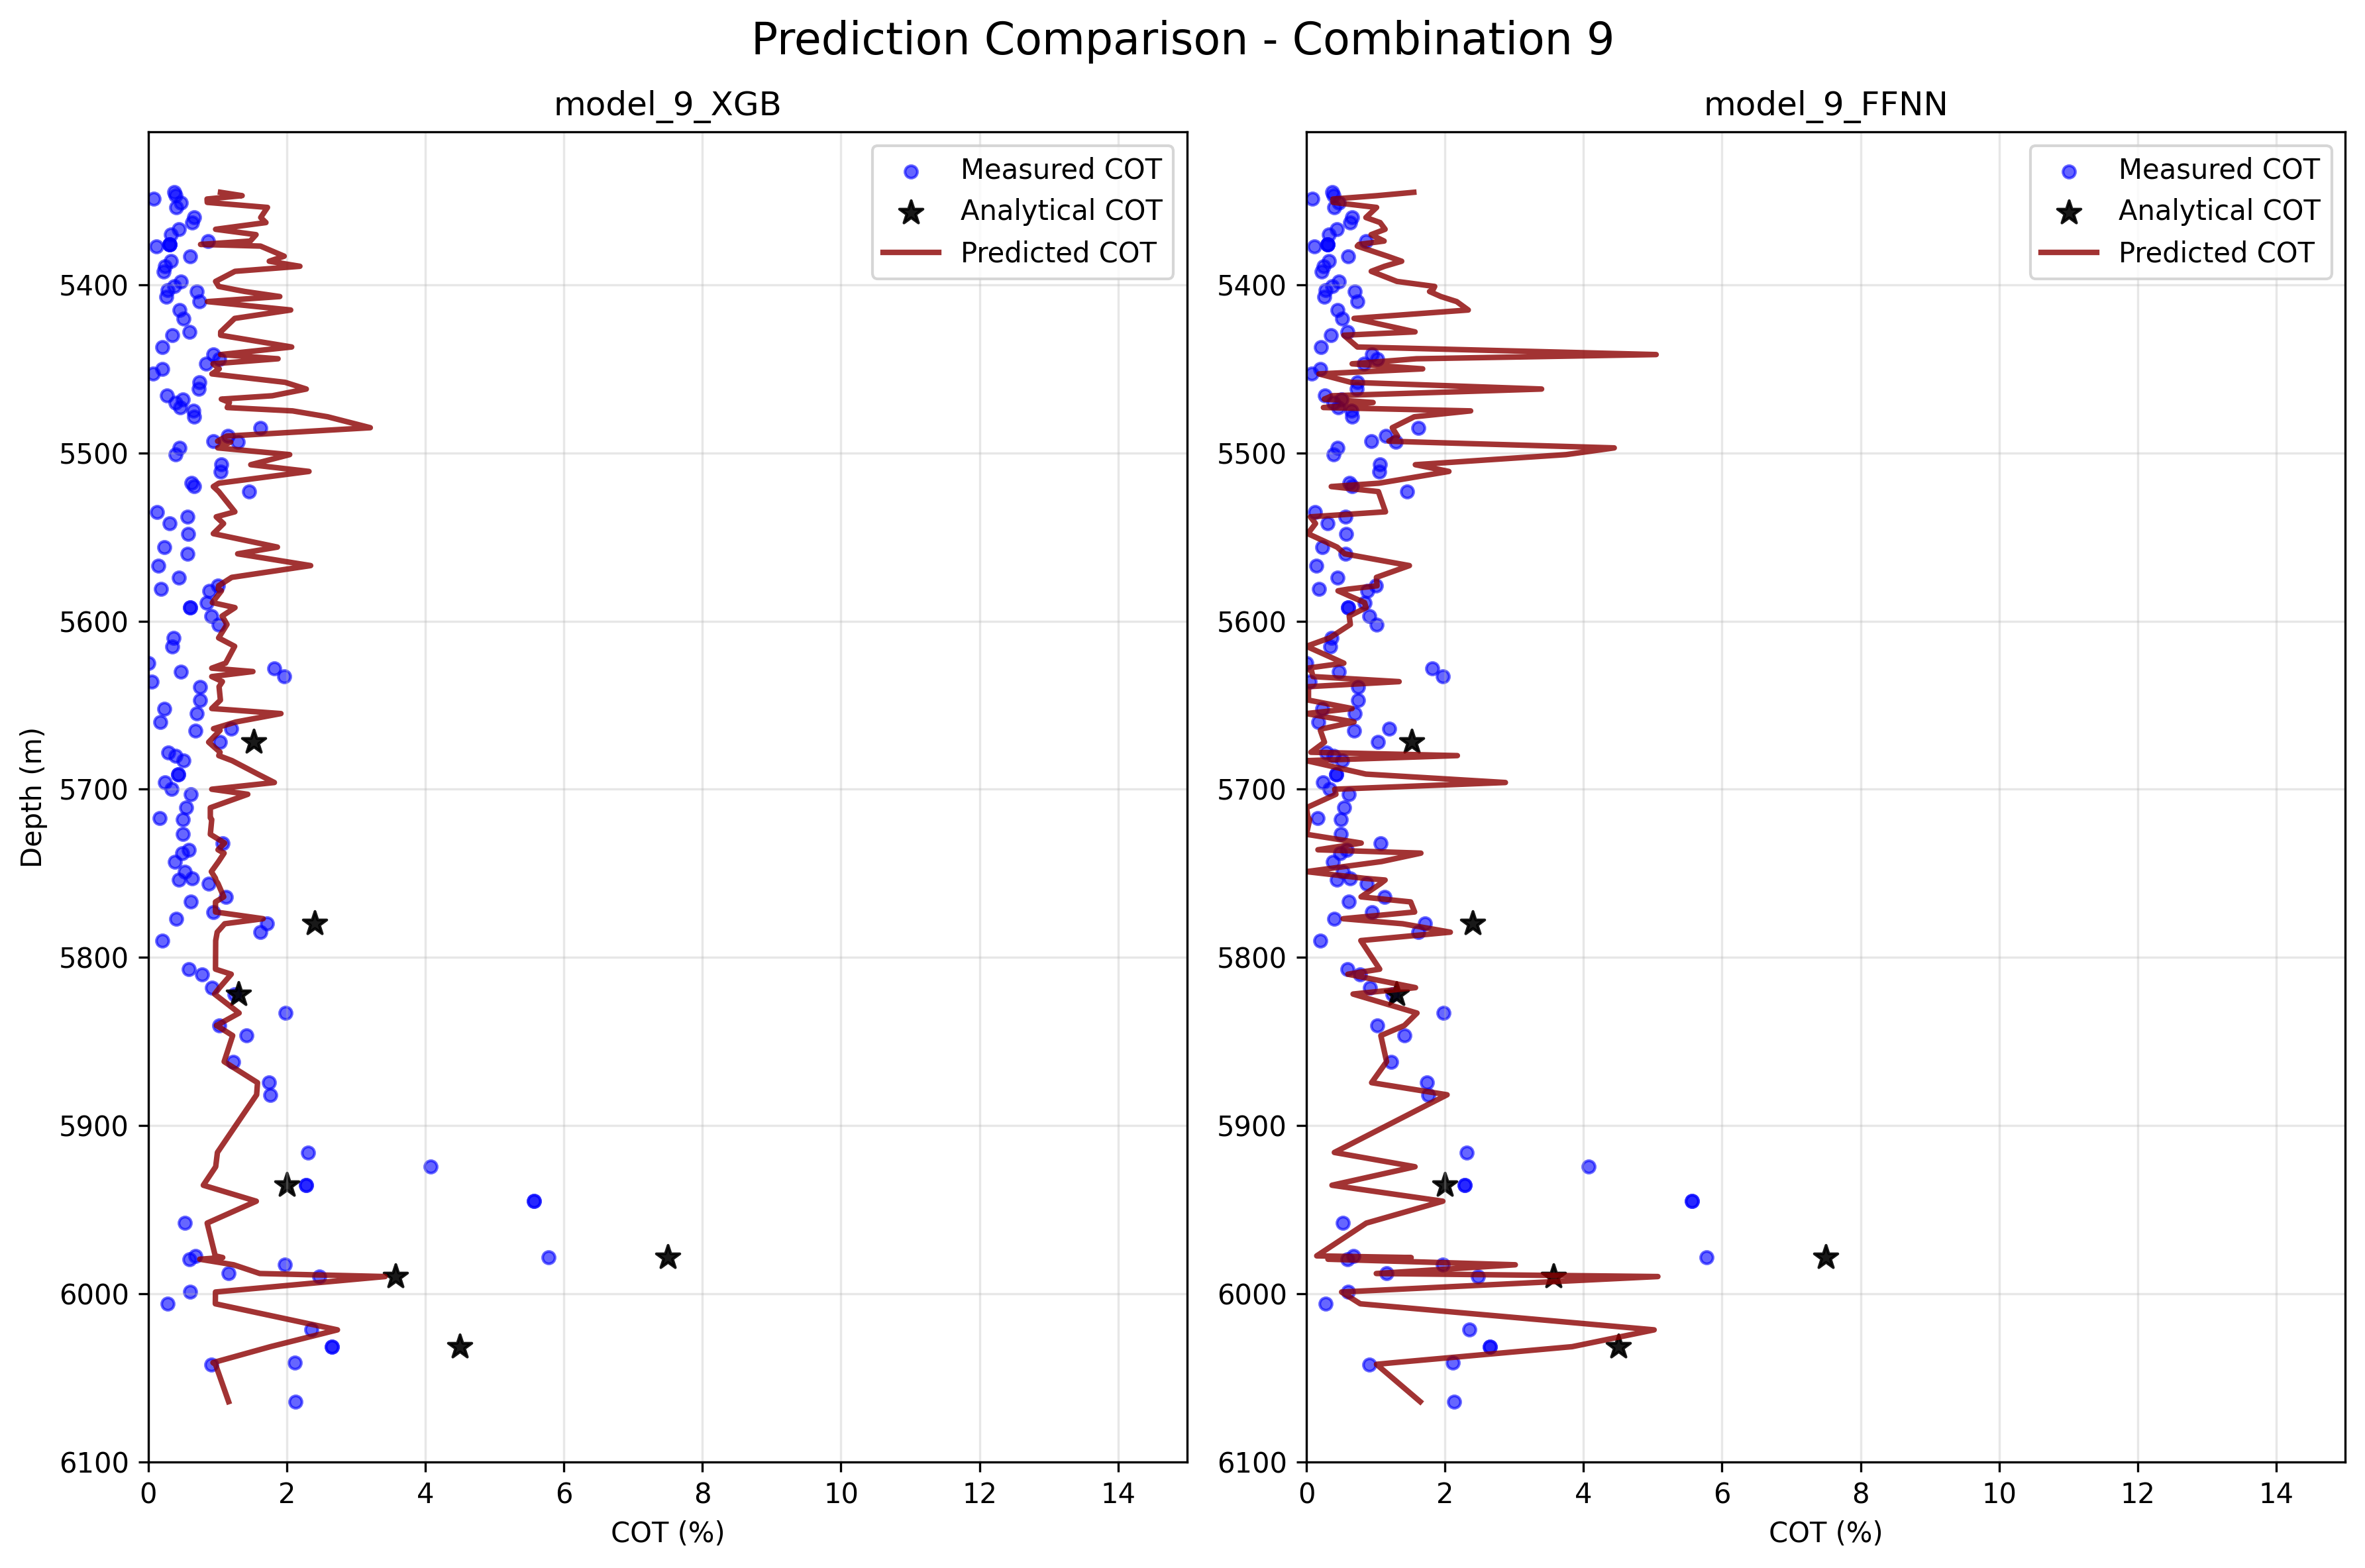 Prediction Comparison - Combination 9
model_9_XGB
Measured COT
Analytical COT
Predicted COT
5400
5500
5600
5700
5800
5900
6000
6100
Depth (m)
0 2 4 6 8 10 12 14
COT (%)
model_9_FFNN
Measured COT
Analytical COT
Predicted COT
5400
5500
5600
5700
5800
5900
6000
6100
0 2 4 6 8 10 12 14
COT (%)